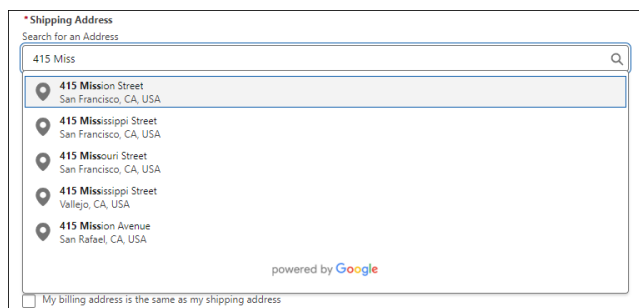 * Shipping Address
Search for an Address
415 Miss
415 Mission Street
San Francisco, CA, USA
415 Mississippi Street
San Francisco, CA, USA
415 Missouri Street
San Francisco, CA, USA
415 Mississippi Street
Vallejo, CA, USA
415 Mission Avenue
San Rafael, CA, USA
powered by Google
My billing address is the same as my shipping address